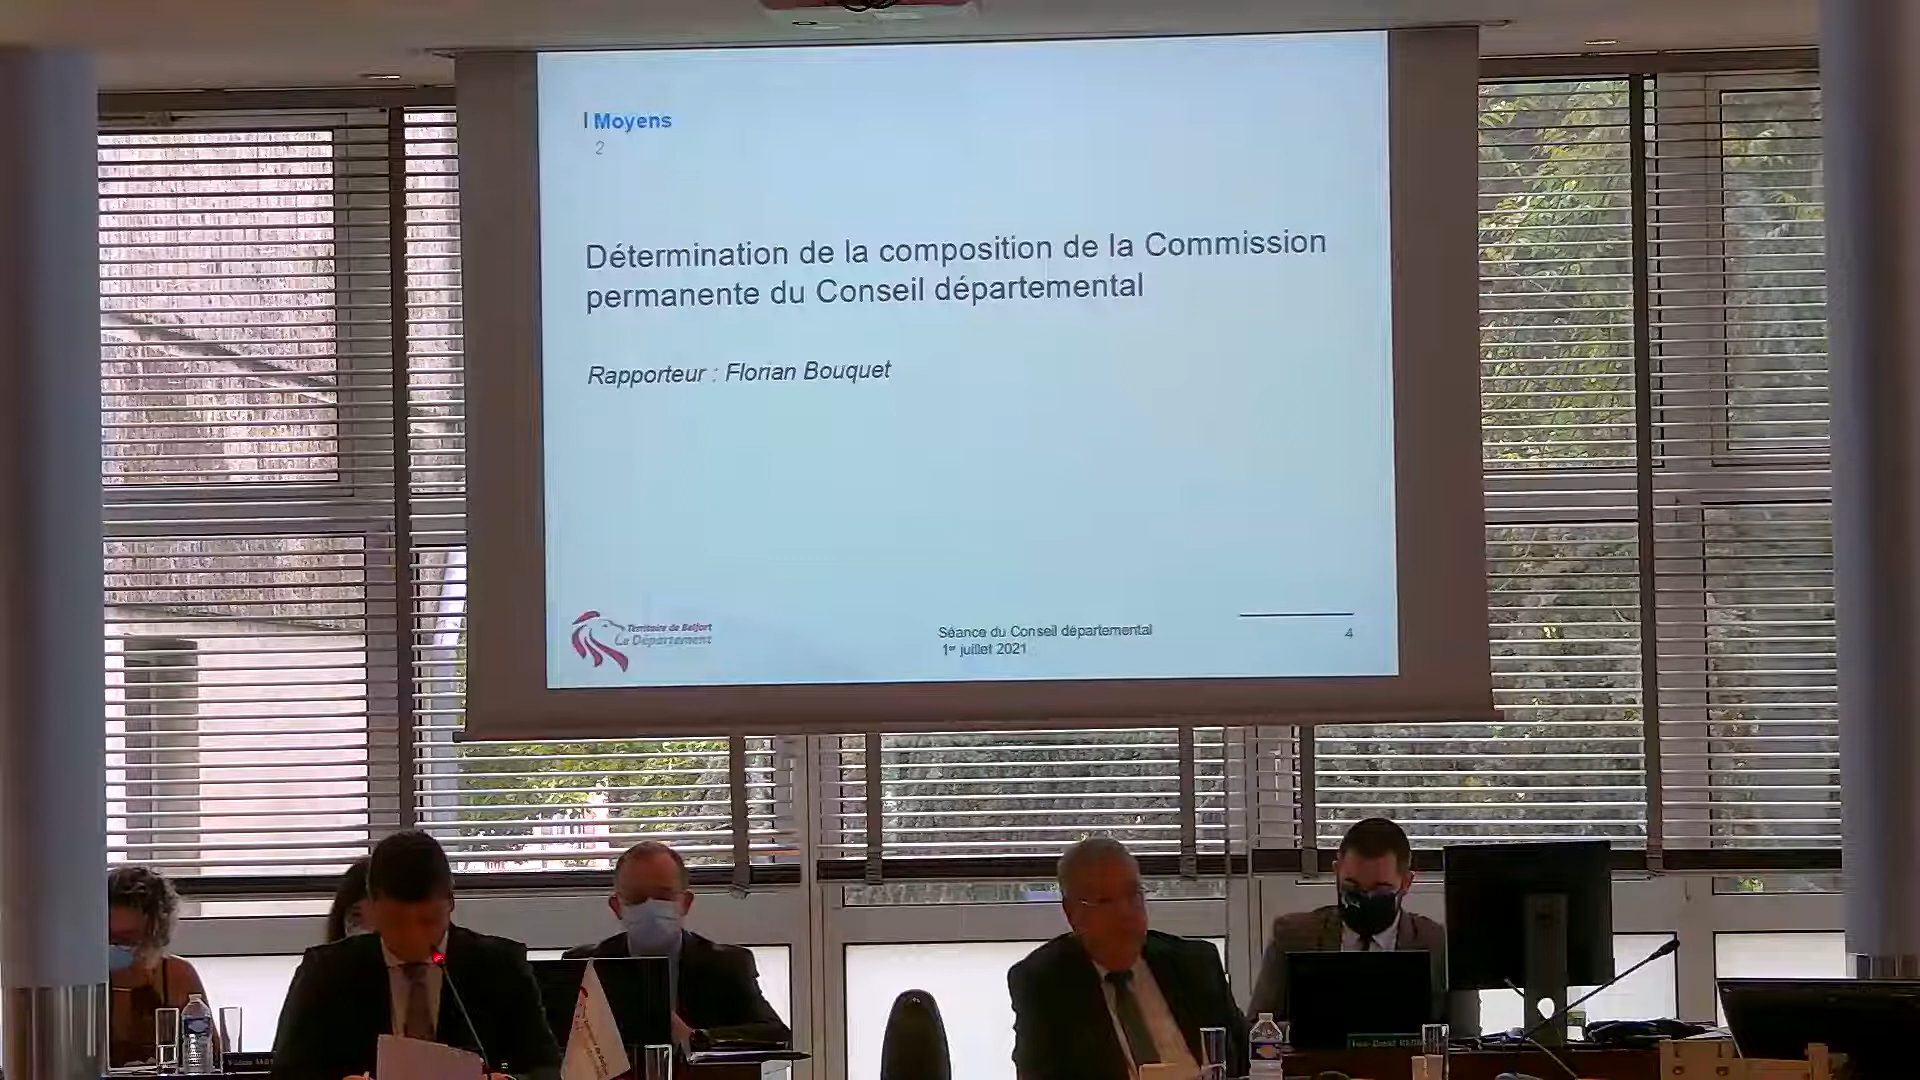 Moyens
2
Détermination de la composition de la Commission
permanente du Conseil départemental
Rapporteur : Florian Bouquet
Territoire de Belfort
Le Département
Séance du Conseil départemental
1er juillet 2021
4